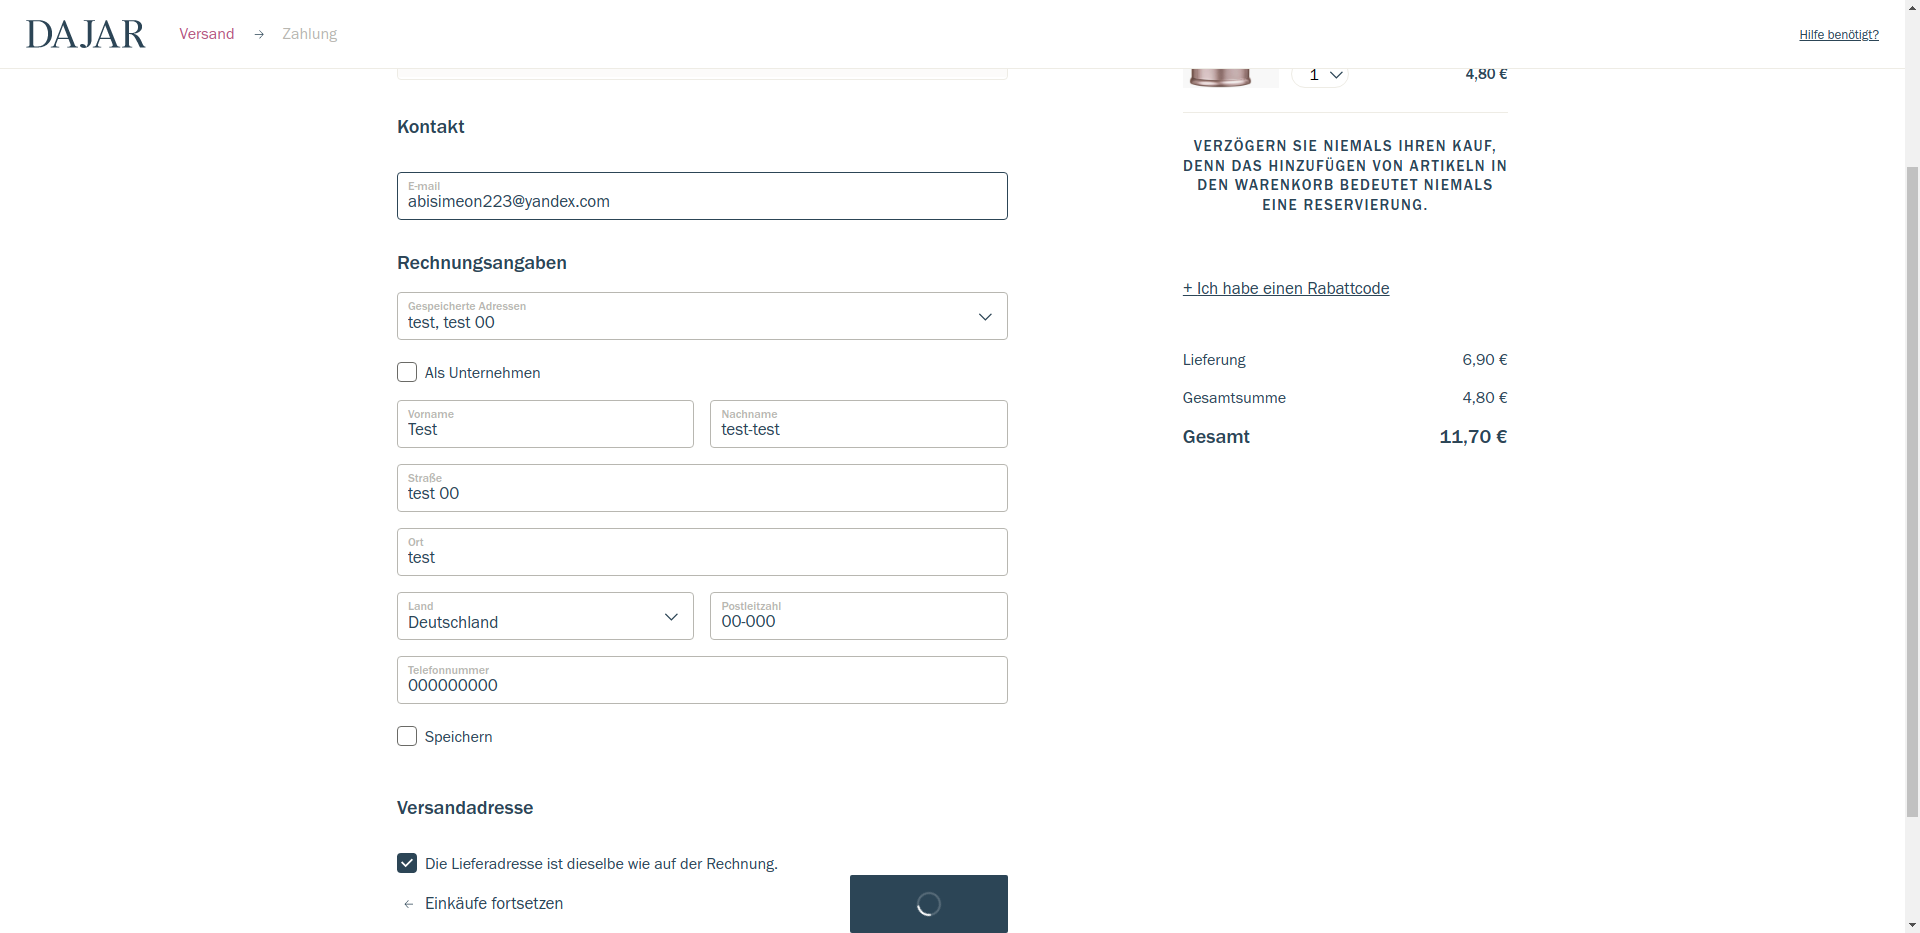 DAJAR
Versand → Zahlung
Hilfe benötigt?
Kontakt
E-mail
abisimeon223@yandex.com
Rechnungsangaben
Gespeicherte Adressen
test, test 00
Als Unternehmen
Vorname
Test
Nachname
test-test
Straße
test 00
Ort
test
Land
Deutschland
Postleitzahl
00-000
Telefonnummer
000000000
Speichern
Versandadresse
Die Lieferadresse ist dieselbe wie auf der Rechnung.
← Einkäufe fortsetzen
1
4,80 €
VERZÖGERN SIE NIEMALS IHREN KAUF,
DENN DAS HINZUFÜGEN VON ARTIKELN IN
DEN WARENKORB BEDEUTET NIEMALS
EINE RESERVIERUNG.
+ Ich habe einen Rabattcode
Lieferung 6,90 €
Gesamtsumme 4,80 €
Gesamt 11,70 €